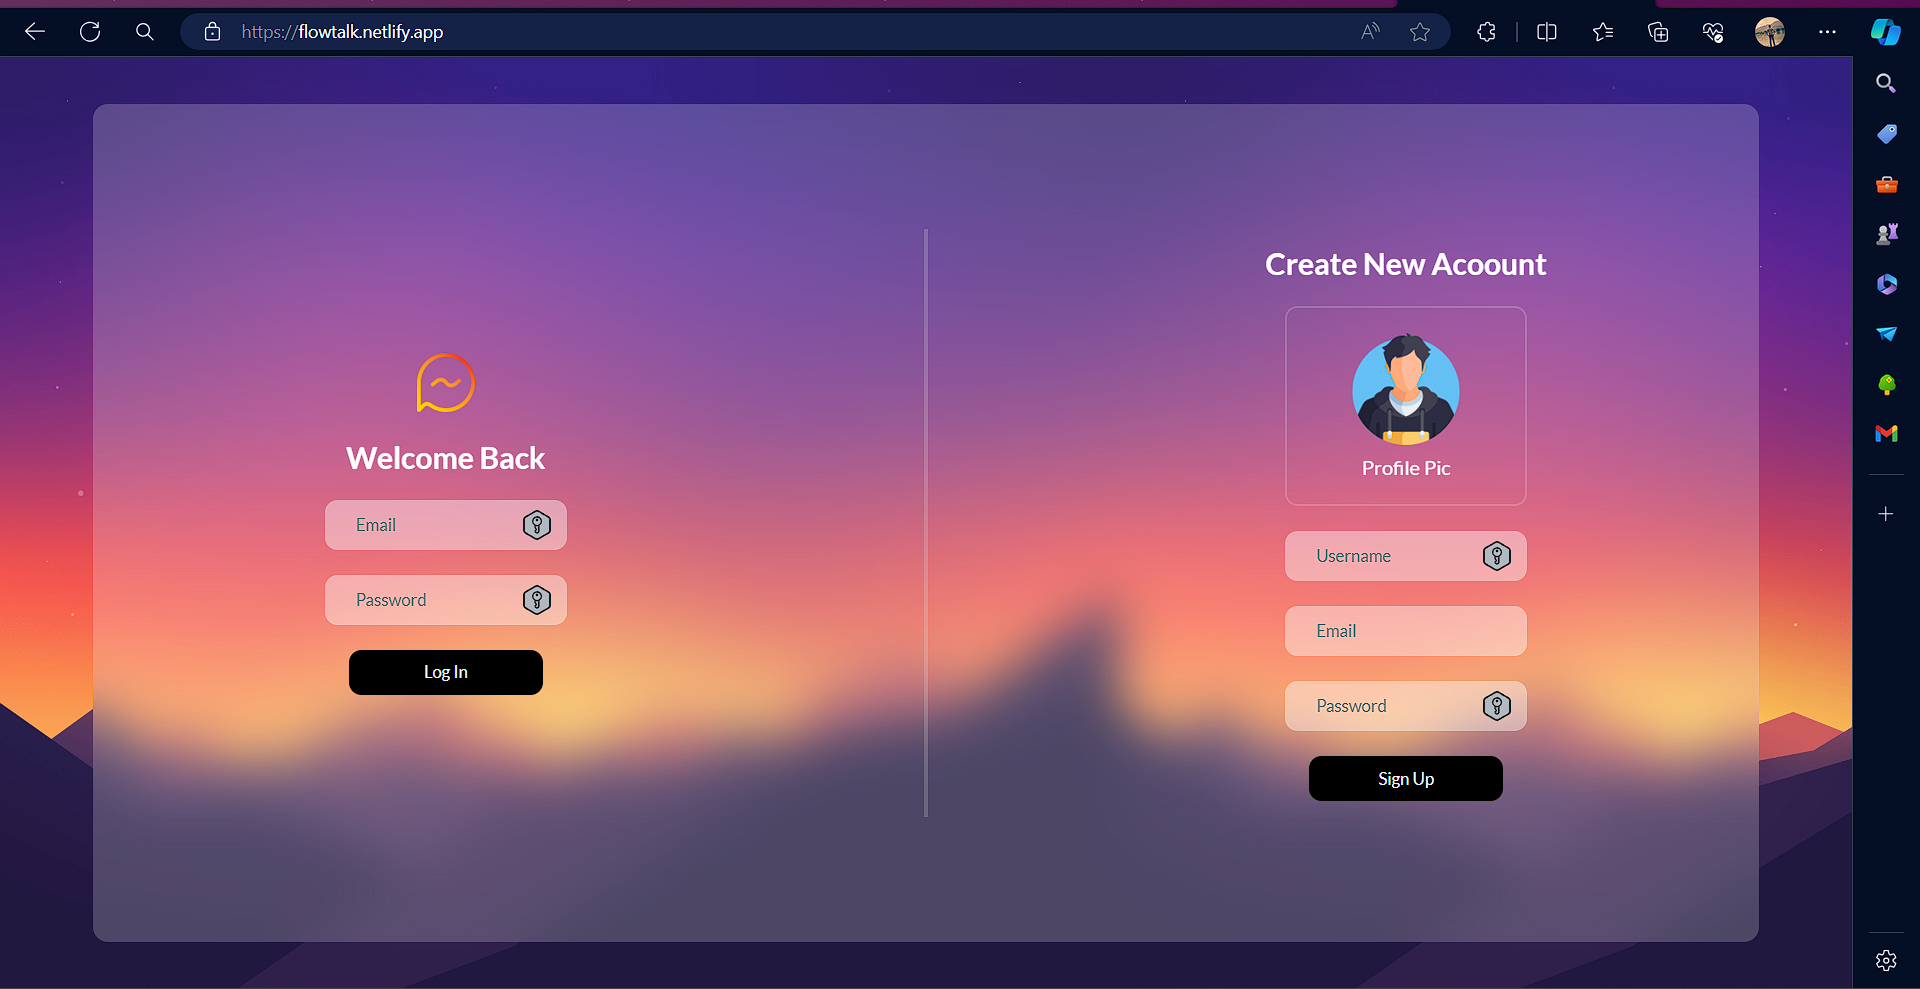 https://flowtalk.netlify.app
Welcome Back
Email
Password
Log In
Create New Acoount
Profile Pic
Username
Email
Password
Sign Up